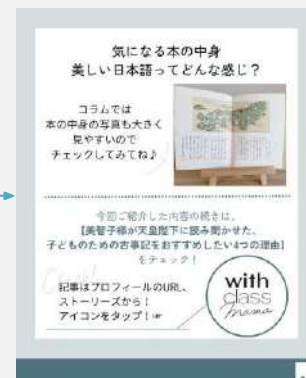 気になる本の中身
美しい日本語ってどんな感じ？
コラムでは
本の中身の写真も大きく
見やすいので
チェックしてみてね♪
今回ご紹介した内容の続きは、
【美智子様が天皇陛下に読み聞かせた、
子どものための古事記をおすすめしたい4つの理由】
をチェック！
記事はプロフィールのURL、
ストーリーズから！
アイコンをタップ！☞
with
class
mama